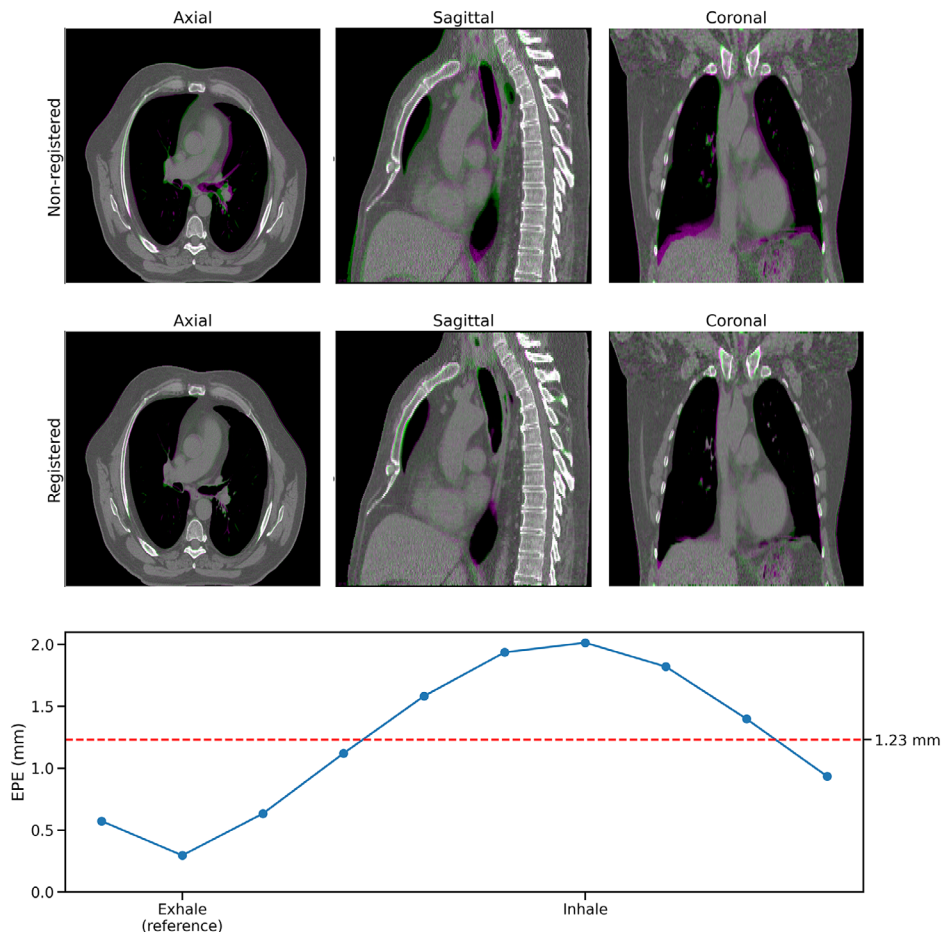 Axial
Sagittal
Coronal
Non-registered
Axial
Sagittal
Coronal
Registered
2.0
1.5
1.0
0.5
0.0
EPE (mm)
1.23 mm
Exhale
(reference)
Inhale